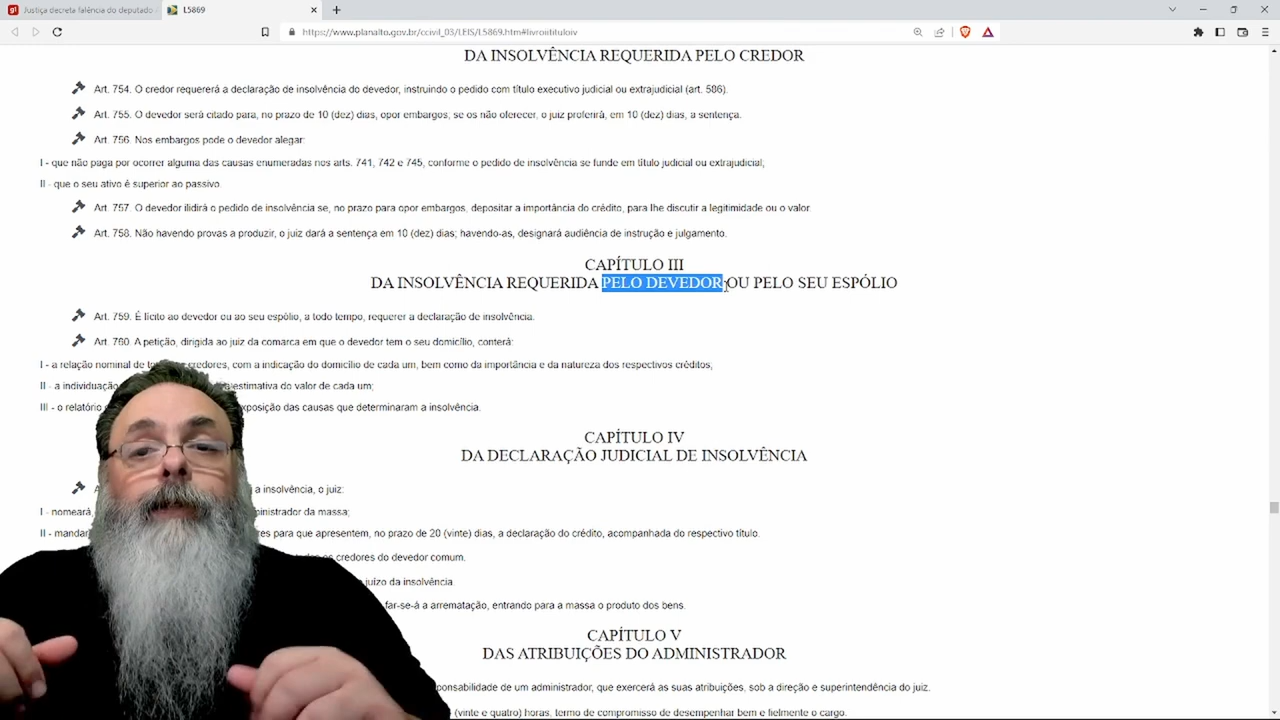 g1 Justiça decreta falência do deputado
L5869
https://www.planalto.gov.br/ccivil_03/LEIS/L5869.htm#livroiitituloiv
DA INSOLVÊNCIA REQUERIDA PELO CREDOR
Art. 754. O credor requererá a declaração de insolvência do devedor, instruindo o pedido com título executivo judicial ou extrajudicial (art. 586).
Art. 755. O devedor será citado para, no prazo de 10 (dez) dias, opor embargos, se os não oferecer, o juiz proferirá, em 10 (dez) dias, a sentença.
Art. 756. Nos embargos pode o devedor alegar:
I - que não paga por ocorrer alguma das causas enumeradas nos arts. 741, 742 e 745, conforme o pedido de insolvência se funde em título judicial ou extrajudicial;
II - que o seu ativo é superior ao passivo.
Art. 757. O devedor ilidirá o pedido de insolvência se, no prazo para opor embargos, depositar a importância do crédito, para lhe discutir a legitimidade ou o valor
Art. 758. Não havendo provas a produzir, o juiz dará a sentença em 10 (dez) dias; havendo-as, designará audiência de instrução e julgamento.
CAPÍTULO III
DA INSOLVÊNCIA REQUERIDA PELO DEVEDOR OU PELO SEU ESPÓLIO
Art. 759. É lícito ao devedor ou ao seu espólio, a todo tempo, requerer a declaração de insolvência.
Art. 760. A petição, dirigida ao juiz da comarca em que o devedor tem o seu domicílio, conterá:
I - a relação nominal de credores, com a indicação do domicílio de cada um, bem como da importância e da natureza dos respectivos créditos;
II - a individuação estimativa do valor de cada um;
III - o relatório exposição das causas que determinaram a insolvência.
CAPÍTULO IV
DA DECLARAÇÃO JUDICIAL DE INSOLVÊNCIA
a insolvência, o juiz:
I - nomeará, administrador da massa;
II - mandar para que apresentem, no prazo de 20 (vinte) dias, a declaração do crédito, acompanhada do respectivo título.
credores do devedor comum.
juízo da insolvência.
far-se-á a arrematação, entrando para a massa o produto dos bens.
CAPÍTULO V
DAS ATRIBUIÇÕES DO ADMINISTRADOR
de um administrador, que exercerá as suas atribuições, sob a direção e superintendência do juiz.
(vinte e quatro) horas, termo de compromisso de desempenhar bem e fielmente o cargo.